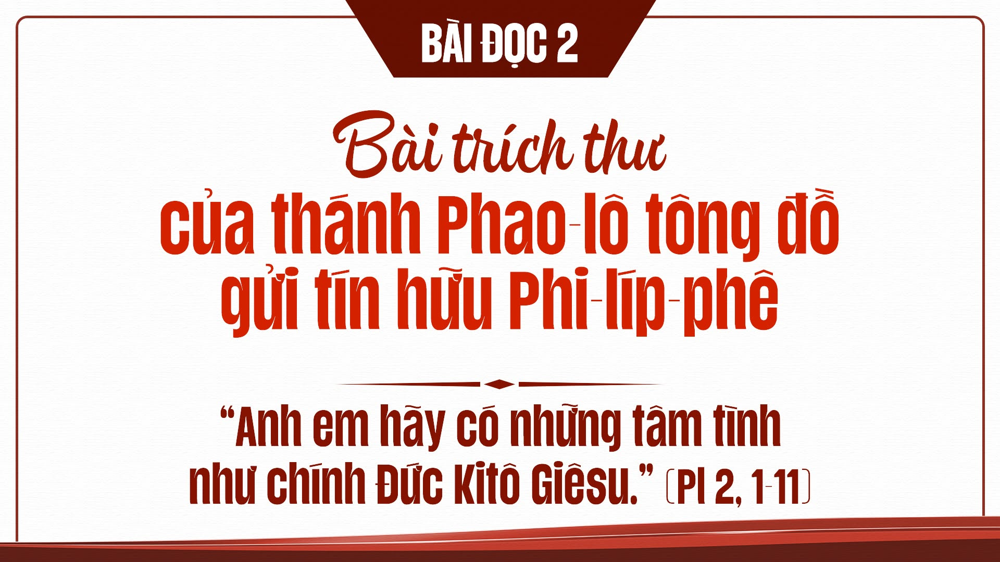 BÀI ĐỌC 2
Bài trích thư
của thánh Phao-lô tông đồ
gửi tín hữu Phi-líp-phê
“Anh em hãy có những tâm tình
như chính Đức Kitô Giêsu.” (Pl 2, 1-11)